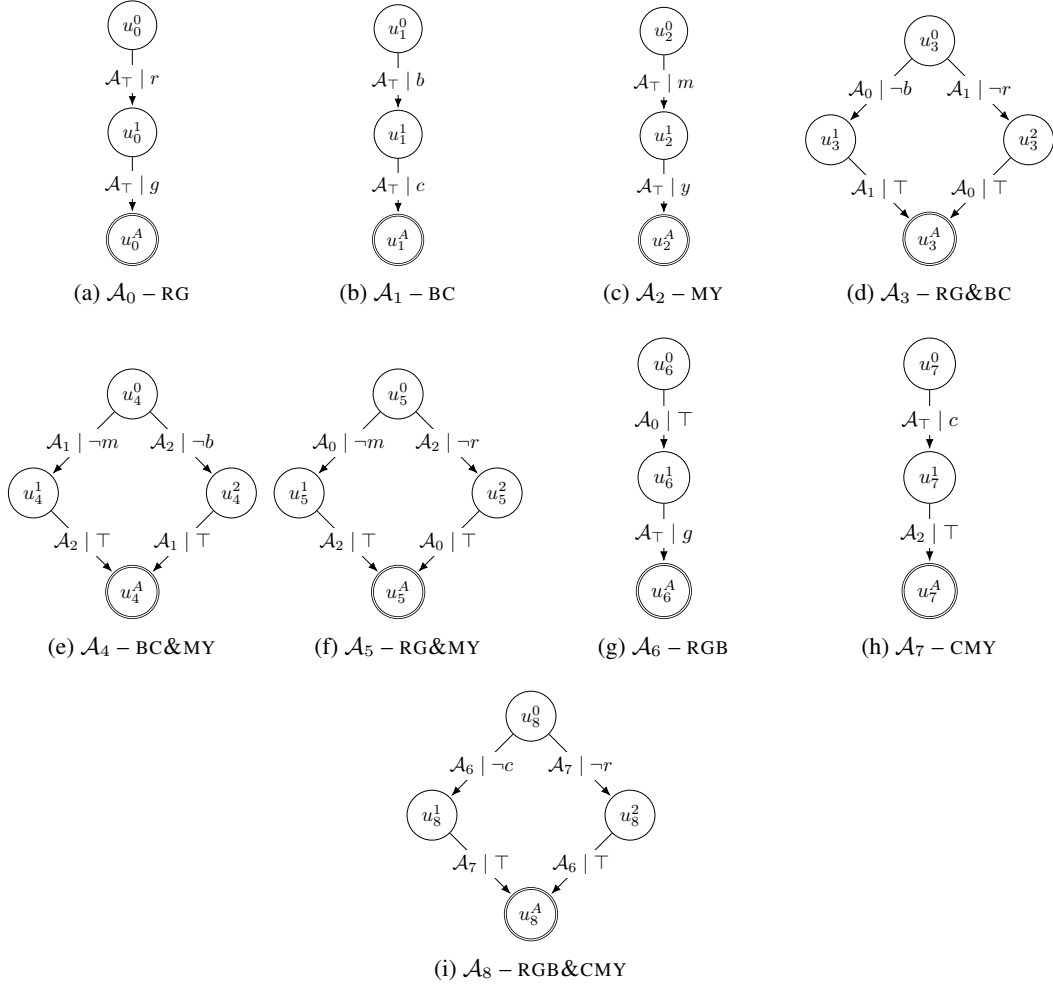 u_0^0 u_1^0 u_2^0 u_3^0
𝒜_⊤ | r 𝒜_⊤ | b 𝒜_⊤ | m 𝒜_0 | ¬b 𝒜_1 | ¬r
u_0^1 u_1^1 u_2^1 u_3^1 u_3^2
𝒜_⊤ | g 𝒜_⊤ | c 𝒜_⊤ | y 𝒜_1 | ⊤ 𝒜_0 | ⊤
u_0^A u_1^A u_2^A u_3^A
(a) 𝒜_0 – RG (b) 𝒜_1 – BC (c) 𝒜_2 – MY (d) 𝒜_3 – RG&BC
u_4^0 u_5^0 u_6^0 u_7^0
𝒜_1 | ¬m 𝒜_2 | ¬b 𝒜_0 | ¬m 𝒜_2 | ¬r 𝒜_0 | ⊤ 𝒜_⊤ | c
u_4^1 u_4^2 u_5^1 u_5^2 u_6^1 u_7^1
𝒜_2 | ⊤ 𝒜_1 | ⊤ 𝒜_2 | ⊤ 𝒜_0 | ⊤ 𝒜_⊤ | g 𝒜_2 | ⊤
u_4^A u_5^A u_6^A u_7^A
(e) 𝒜_4 – BC&MY (f) 𝒜_5 – RG&MY (g) 𝒜_6 – RGB (h) 𝒜_7 – CMY
u_8^0
𝒜_6 | ¬c 𝒜_7 | ¬r
u_8^1 u_8^2
𝒜_7 | ⊤ 𝒜_6 | ⊤
u_8^A
(i) 𝒜_8 – RGB&CMY